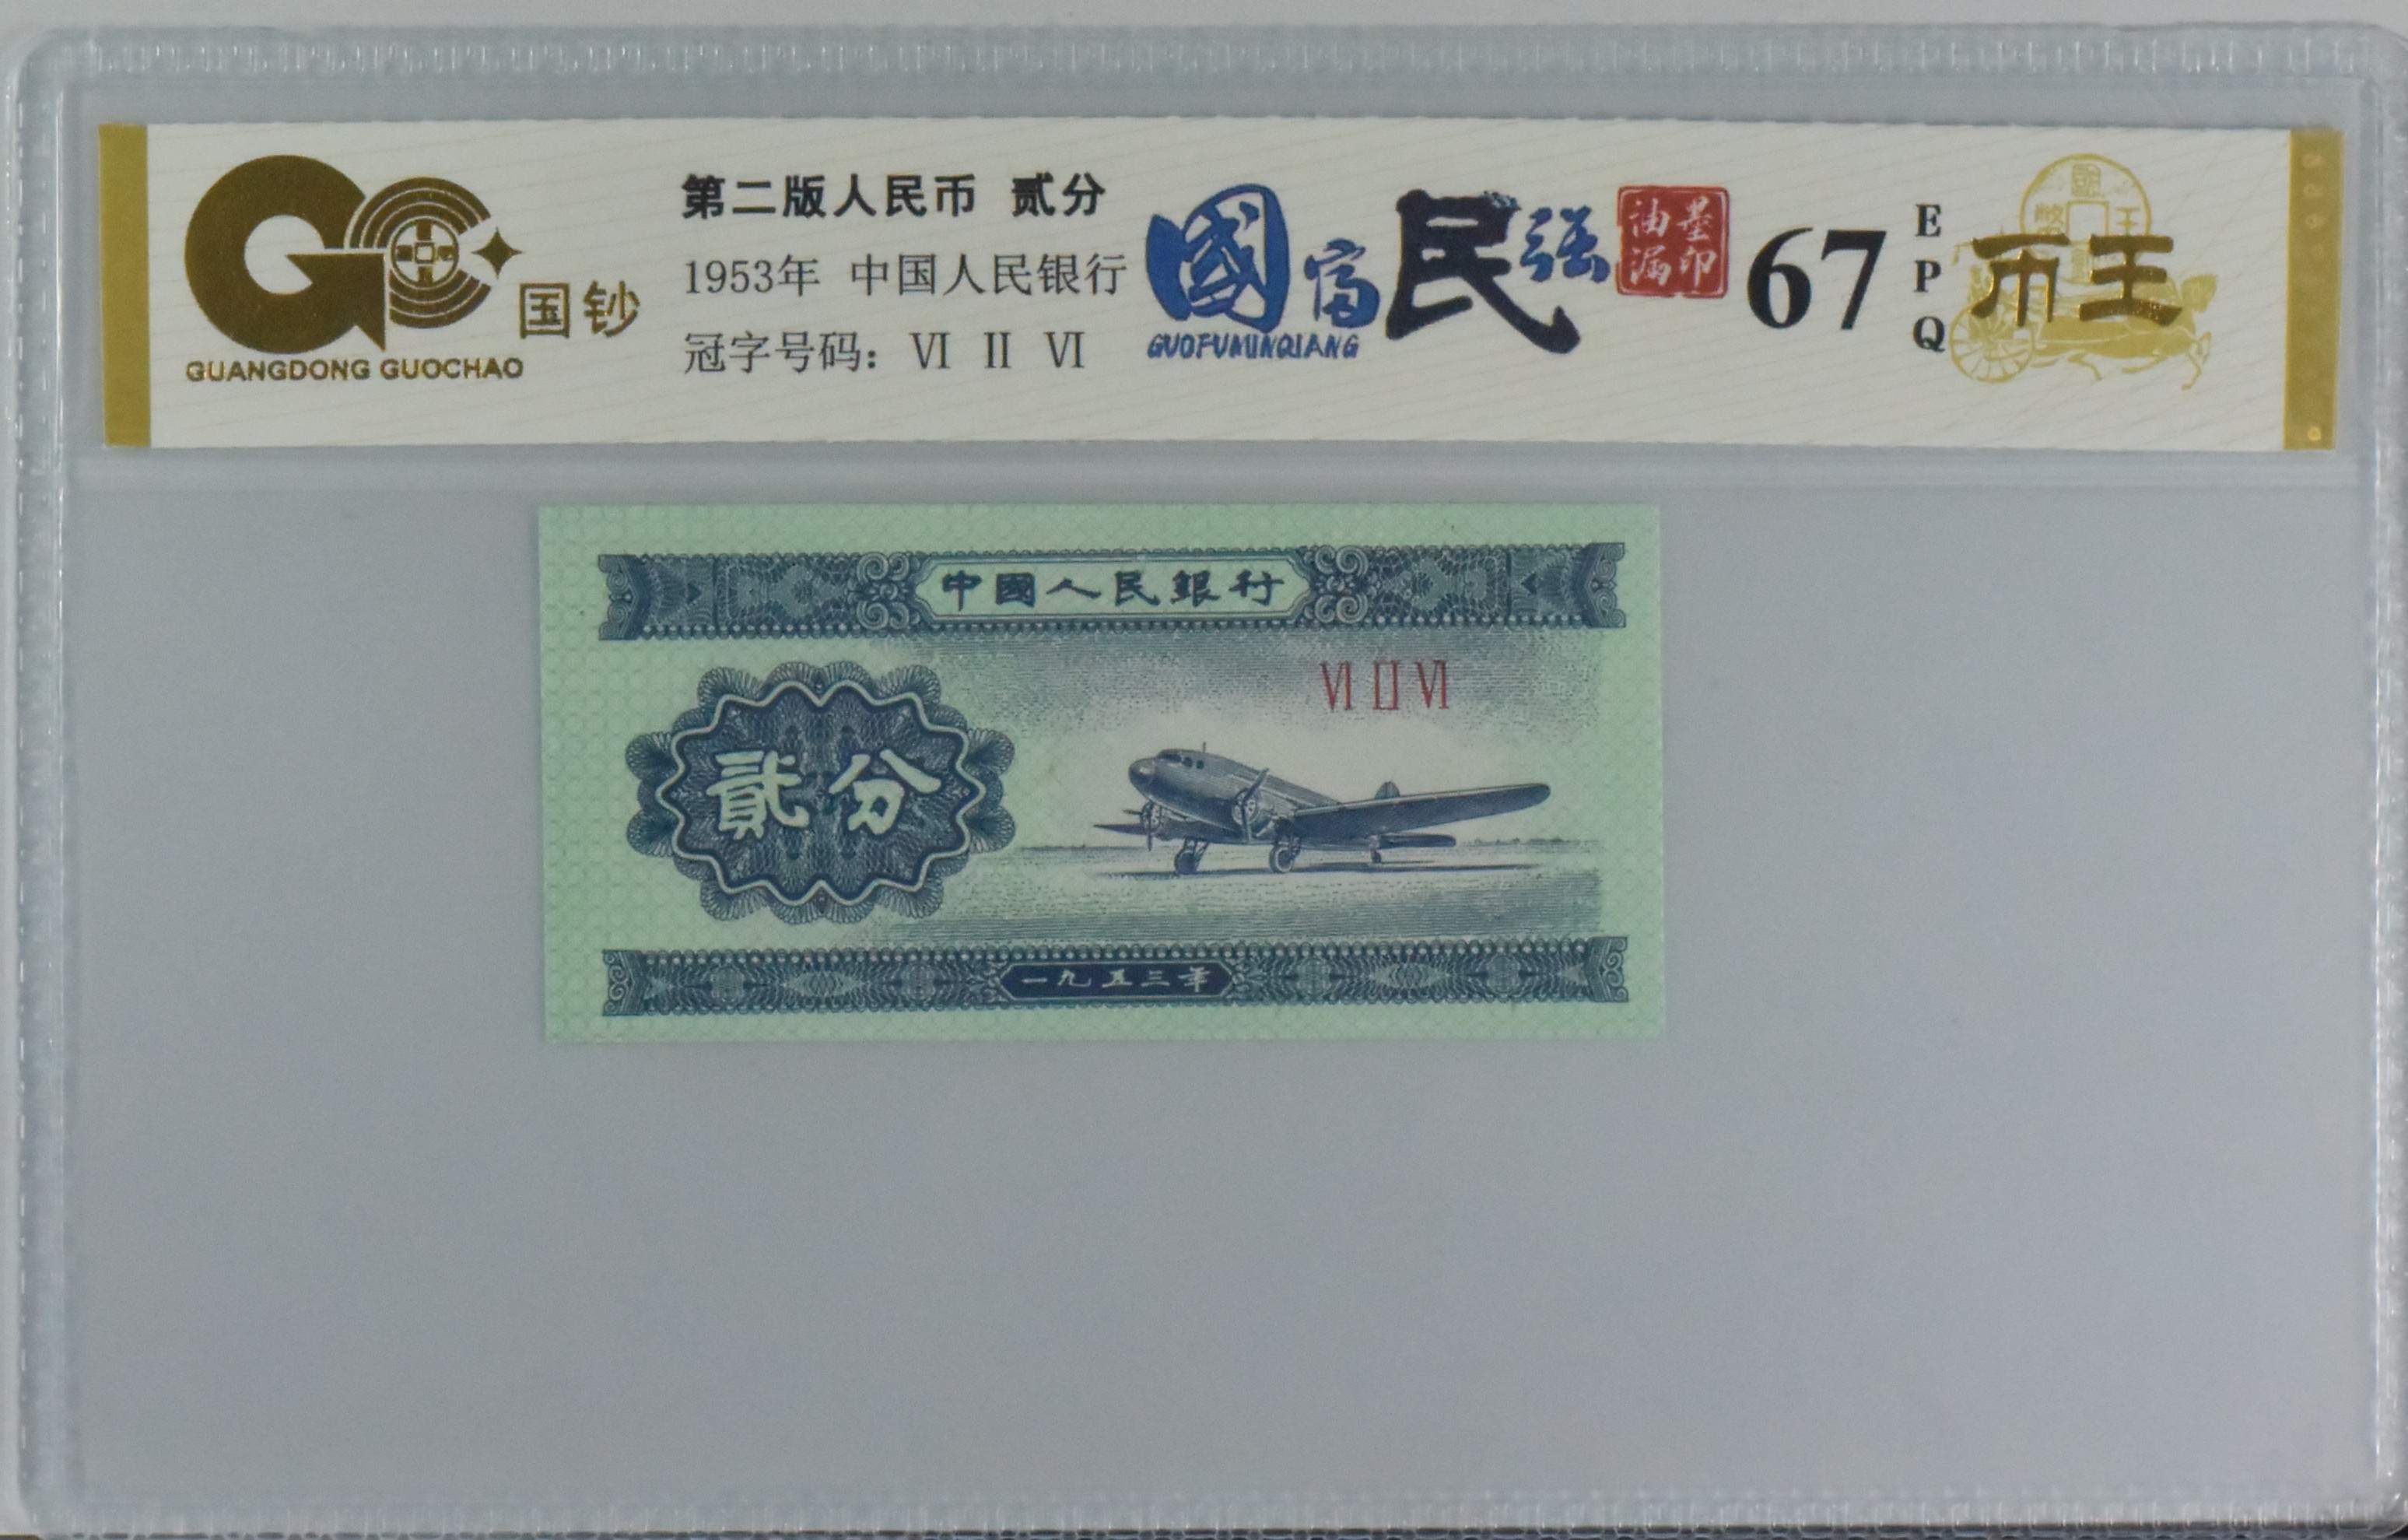 国钞
GUANGDONG GUOCHAO
第二版人民币 贰分
1953年 中国人民银行
冠字号码：Ⅵ Ⅱ Ⅵ
國富民强
GUOFUMINQIANG
油墨
漏印
67
E
P
Q
币王
中國人民銀行
Ⅵ Ⅱ Ⅵ
貳分
一九五三年